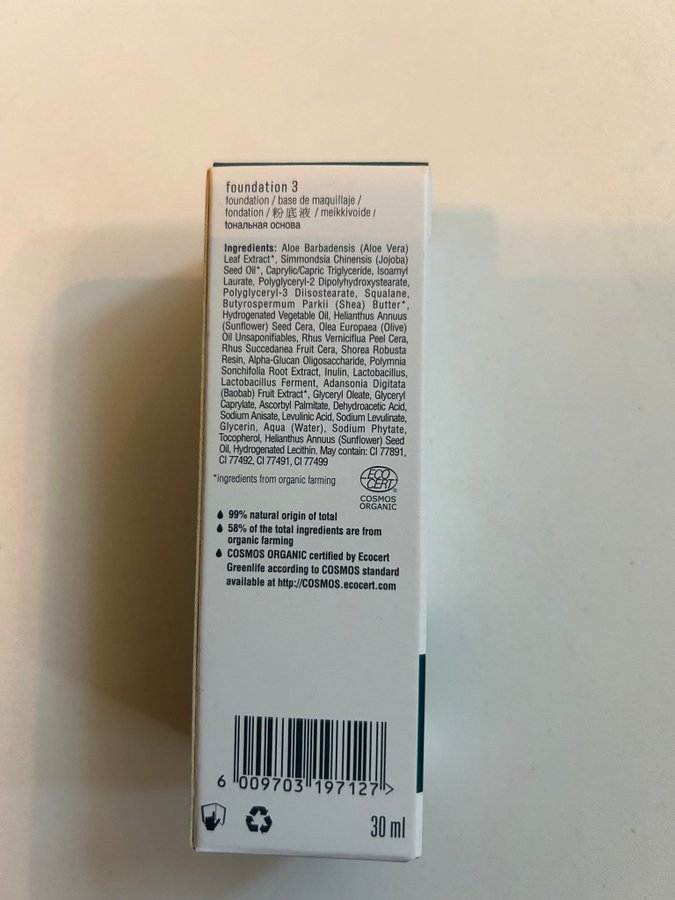 foundation 3
foundation / base de maquillaje /
fondation / 粉底液 / meikkivoide /
тональная основа
Ingredients: Aloe Barbadensis (Aloe Vera)
Leaf Extract*, Simmondsia Chinensis (Jojoba)
Seed Oil*, Caprylic/Capric Triglyceride, Isoamyl
Laurate, Polyglyceryl-2 Dipolyhydroxystearate,
Polyglyceryl-3 Diisostearate, Squalane,
Butyrospermum Parkii (Shea) Butter*,
Hydrogenated Vegetable Oil, Helianthus Annuus
(Sunflower) Seed Cera, Olea Europaea (Olive)
Oil Unsaponifiables, Rhus Verniciflua Peel Cera,
Rhus Succedanea Fruit Cera, Shorea Robusta
Resin, Alpha-Glucan Oligosaccharide, Polymnia
Sonchifolia Root Extract, Inulin, Lactobacillus,
Lactobacillus Ferment, Adansonia Digitata
(Baobab) Fruit Extract*, Glyceryl Oleate, Glyceryl
Caprylate, Ascorbyl Palmitate, Dehydroacetic Acid,
Sodium Anisate, Levulinic Acid, Sodium Levulinate,
Glycerin, Aqua (Water), Sodium Phytate,
Tocopherol, Helianthus Annuus (Sunflower) Seed
Oil, Hydrogenated Lecithin. May contain: CI 77891,
CI 77492, CI 77491, CI 77499
*ingredients from organic farming
ECO
CERT
COSMOS
ORGANIC
99% natural origin of total
58% of the total ingredients are from
organic farming
COSMOS ORGANIC certified by Ecocert
Greenlife according to COSMOS standard
available at http://COSMOS.ecocert.com
6 009703 197127 >
30 ml